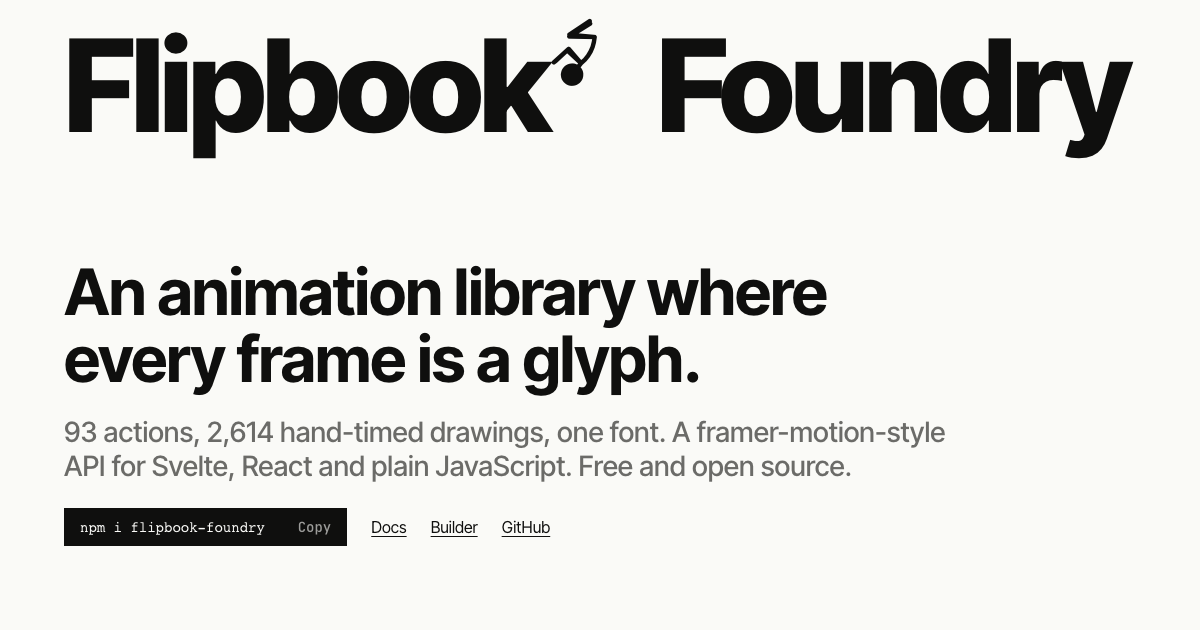 Flipbook Foundry
An animation library where
every frame is a glyph.
93 actions, 2,614 hand-timed drawings, one font. A framer-motion-style
API for Svelte, React and plain JavaScript. Free and open source.
npm i flipbook-foundry Copy Docs Builder GitHub